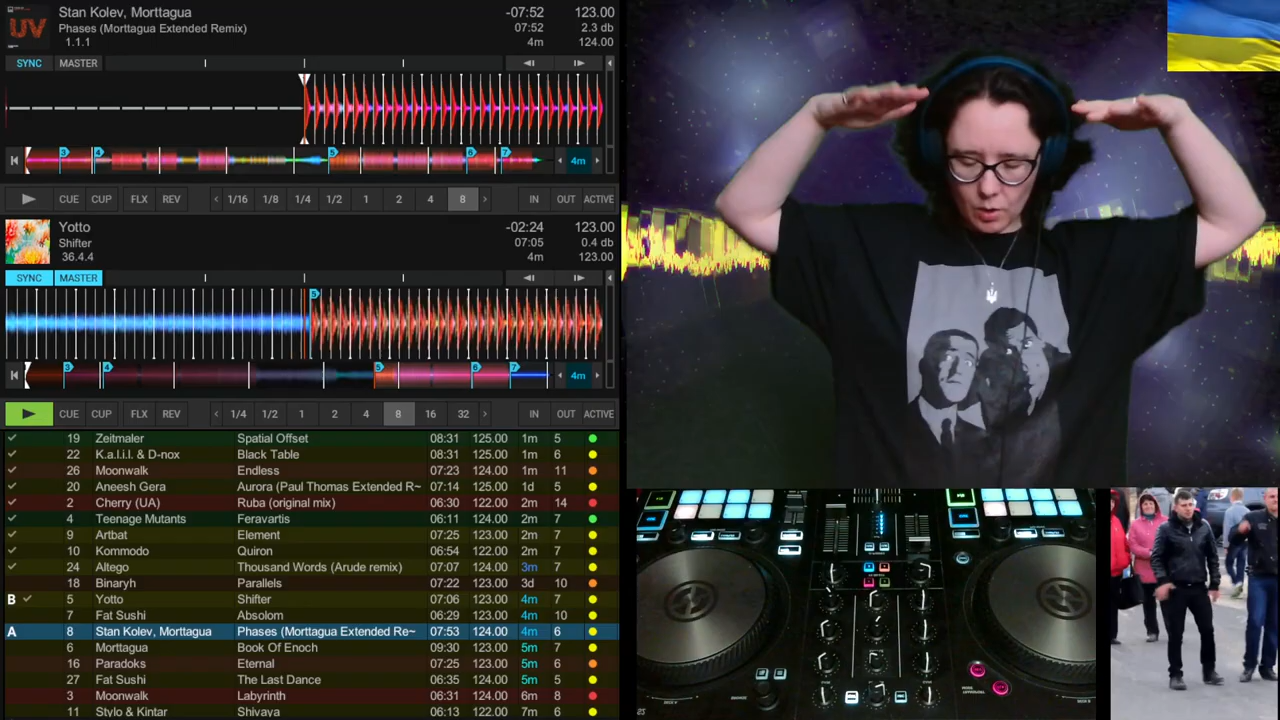 UV
Stan Kolev, Morttagua -07:52 123.00
Phases (Morttagua Extended Remix) 07:52 2.3 db
1.1.1 4m 124.00
SYNC MASTER
3 4 5 6 7 4m
CUE CUP FLX REV 1/16 1/8 1/4 1/2 1 2 4 8 IN OUT ACTIVE
Yotto -02:24 123.00
Shifter 07:05 0.4 db
36.4.4 4m 123.00
SYNC MASTER
5
3 4 5 6 7 4m
CUE CUP FLX REV 1/4 1/2 1 2 4 8 16 32 IN OUT ACTIVE
19 Zeitmaler Spatial Offset 08:31 125.00 1m 5
22 K.a.l.i.l. & D-nox Black Table 08:31 125.00 1m 6
26 Moonwalk Endless 07:23 124.00 1m 11
20 Aneesh Gera Aurora (Paul Thomas Extended R~ 07:14 125.00 1d 5
2 Cherry (UA) Ruba (original mix) 06:30 122.00 2m 14
4 Teenage Mutants Feravartis 06:11 124.00 2m 7
9 Artbat Element 07:25 123.00 2m 7
10 Kommodo Quiron 06:54 122.00 2m 7
24 Altego Thousand Words (Arude remix) 07:07 124.00 3m 7
18 Binaryh Parallels 07:22 123.00 3d 10
B 5 Yotto Shifter 07:06 123.00 4m 7
7 Fat Sushi Absolom 06:29 123.00 4m 10
A 8 Stan Kolev, Morttagua Phases (Morttagua Extended Re~ 07:53 124.00 4m 6
6 Morttagua Book Of Enoch 09:30 123.00 5m 7
16 Paradoks Eternal 07:25 123.00 5m 6
27 Fat Sushi The Last Dance 06:35 124.00 5m 5
3 Moonwalk Labyrinth 06:31 124.00 6m 8
11 Stylo & Kintar Shivaya 06:13 122.00 7m 6